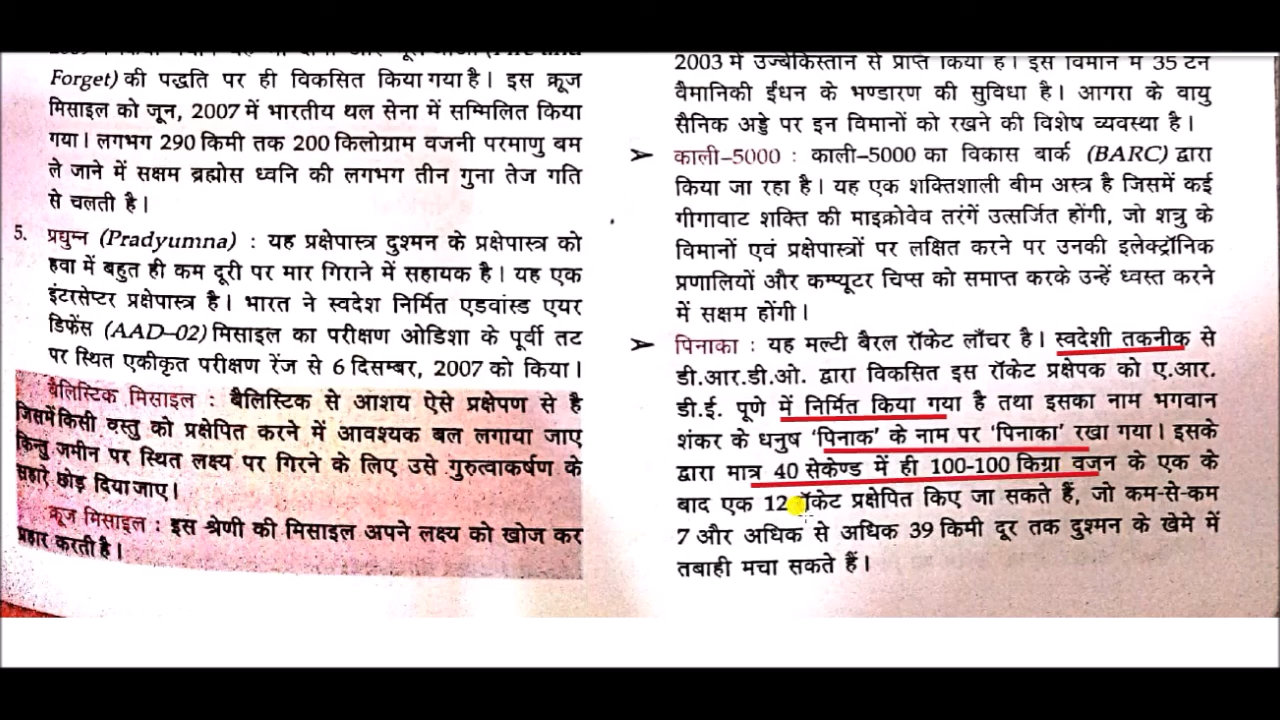 Forget) की पद्धति पर ही विकसित किया गया है। इस क्रूज
मिसाइल को जून, 2007 में भारतीय थल सेना में सम्मिलित किया
गया। लगभग 290 किमी तक 200 किलोग्राम वजनी परमाणु बम
ले जाने में सक्षम ब्रह्मोस ध्वनि की लगभग तीन गुना तेज गति
से चलती है।
5. प्रद्युम्न (Pradyumna) : यह प्रक्षेपास्त्र दुश्मन के प्रक्षेपास्त्र को
हवा में बहुत ही कम दूरी पर मार गिराने में सहायक है। यह एक
इंटरसेप्टर प्रक्षेपास्त्र है। भारत ने स्वदेश निर्मित एडवांस्ड एयर
डिफेंस (AAD–02) मिसाइल का परीक्षण ओडिशा के पूर्वी तट
पर स्थित एकीकृत परीक्षण रेंज से 6 दिसम्बर, 2007 को किया।
बैलिस्टिक मिसाइल : बैलिस्टिक से आशय ऐसे प्रक्षेपण से है
जिसमें किसी वस्तु को प्रक्षेपित करने में आवश्यक बल लगाया जाए
किन्तु जमीन पर स्थित लक्ष्य पर गिरने के लिए उसे गुरुत्वाकर्षण के
सहारे छोड़ दिया जाए।
क्रूज मिसाइल : इस श्रेणी की मिसाइल अपने लक्ष्य को खोज कर
प्रहार करती है।
2003 में उज्बेकिस्तान से प्राप्त किया है। इस विमान में 35 टन
वैमानिकी ईंधन के भण्डारण की सुविधा है। आगरा के वायु
सैनिक अड्डे पर इन विमानों को रखने की विशेष व्यवस्था है।
➤ काली–5000 : काली–5000 का विकास बार्क (BARC) द्वारा
किया जा रहा है। यह एक शक्तिशाली बीम अस्त्र है जिसमें कई
गीगावाट शक्ति की माइक्रोवेव तरंगें उत्सर्जित होंगी, जो शत्रु के
विमानों एवं प्रक्षेपास्त्रों पर लक्षित करने पर उनकी इलेक्ट्रॉनिक
प्रणालियों और कम्प्यूटर चिप्स को समाप्त करके उन्हें ध्वस्त करने
में सक्षम होंगी।
➤ पिनाका : यह मल्टी बैरल रॉकेट लाँचर है। स्वदेशी तकनीक से
डी.आर.डी.ओ. द्वारा विकसित इस रॉकेट प्रक्षेपक को ए.आर.
डी.ई. पूणे में निर्मित किया गया है तथा इसका नाम भगवान
शंकर के धनुष ‘पिनाक’ के नाम पर ‘पिनाका’ रखा गया। इसके
द्वारा मात्र 40 सेकेण्ड में ही 100-100 किग्रा वजन के एक के
बाद एक 12 रॉकेट प्रक्षेपित किए जा सकते हैं, जो कम-से-कम
7 और अधिक से अधिक 39 किमी दूर तक दुश्मन के खेमे में
तबाही मचा सकते हैं।